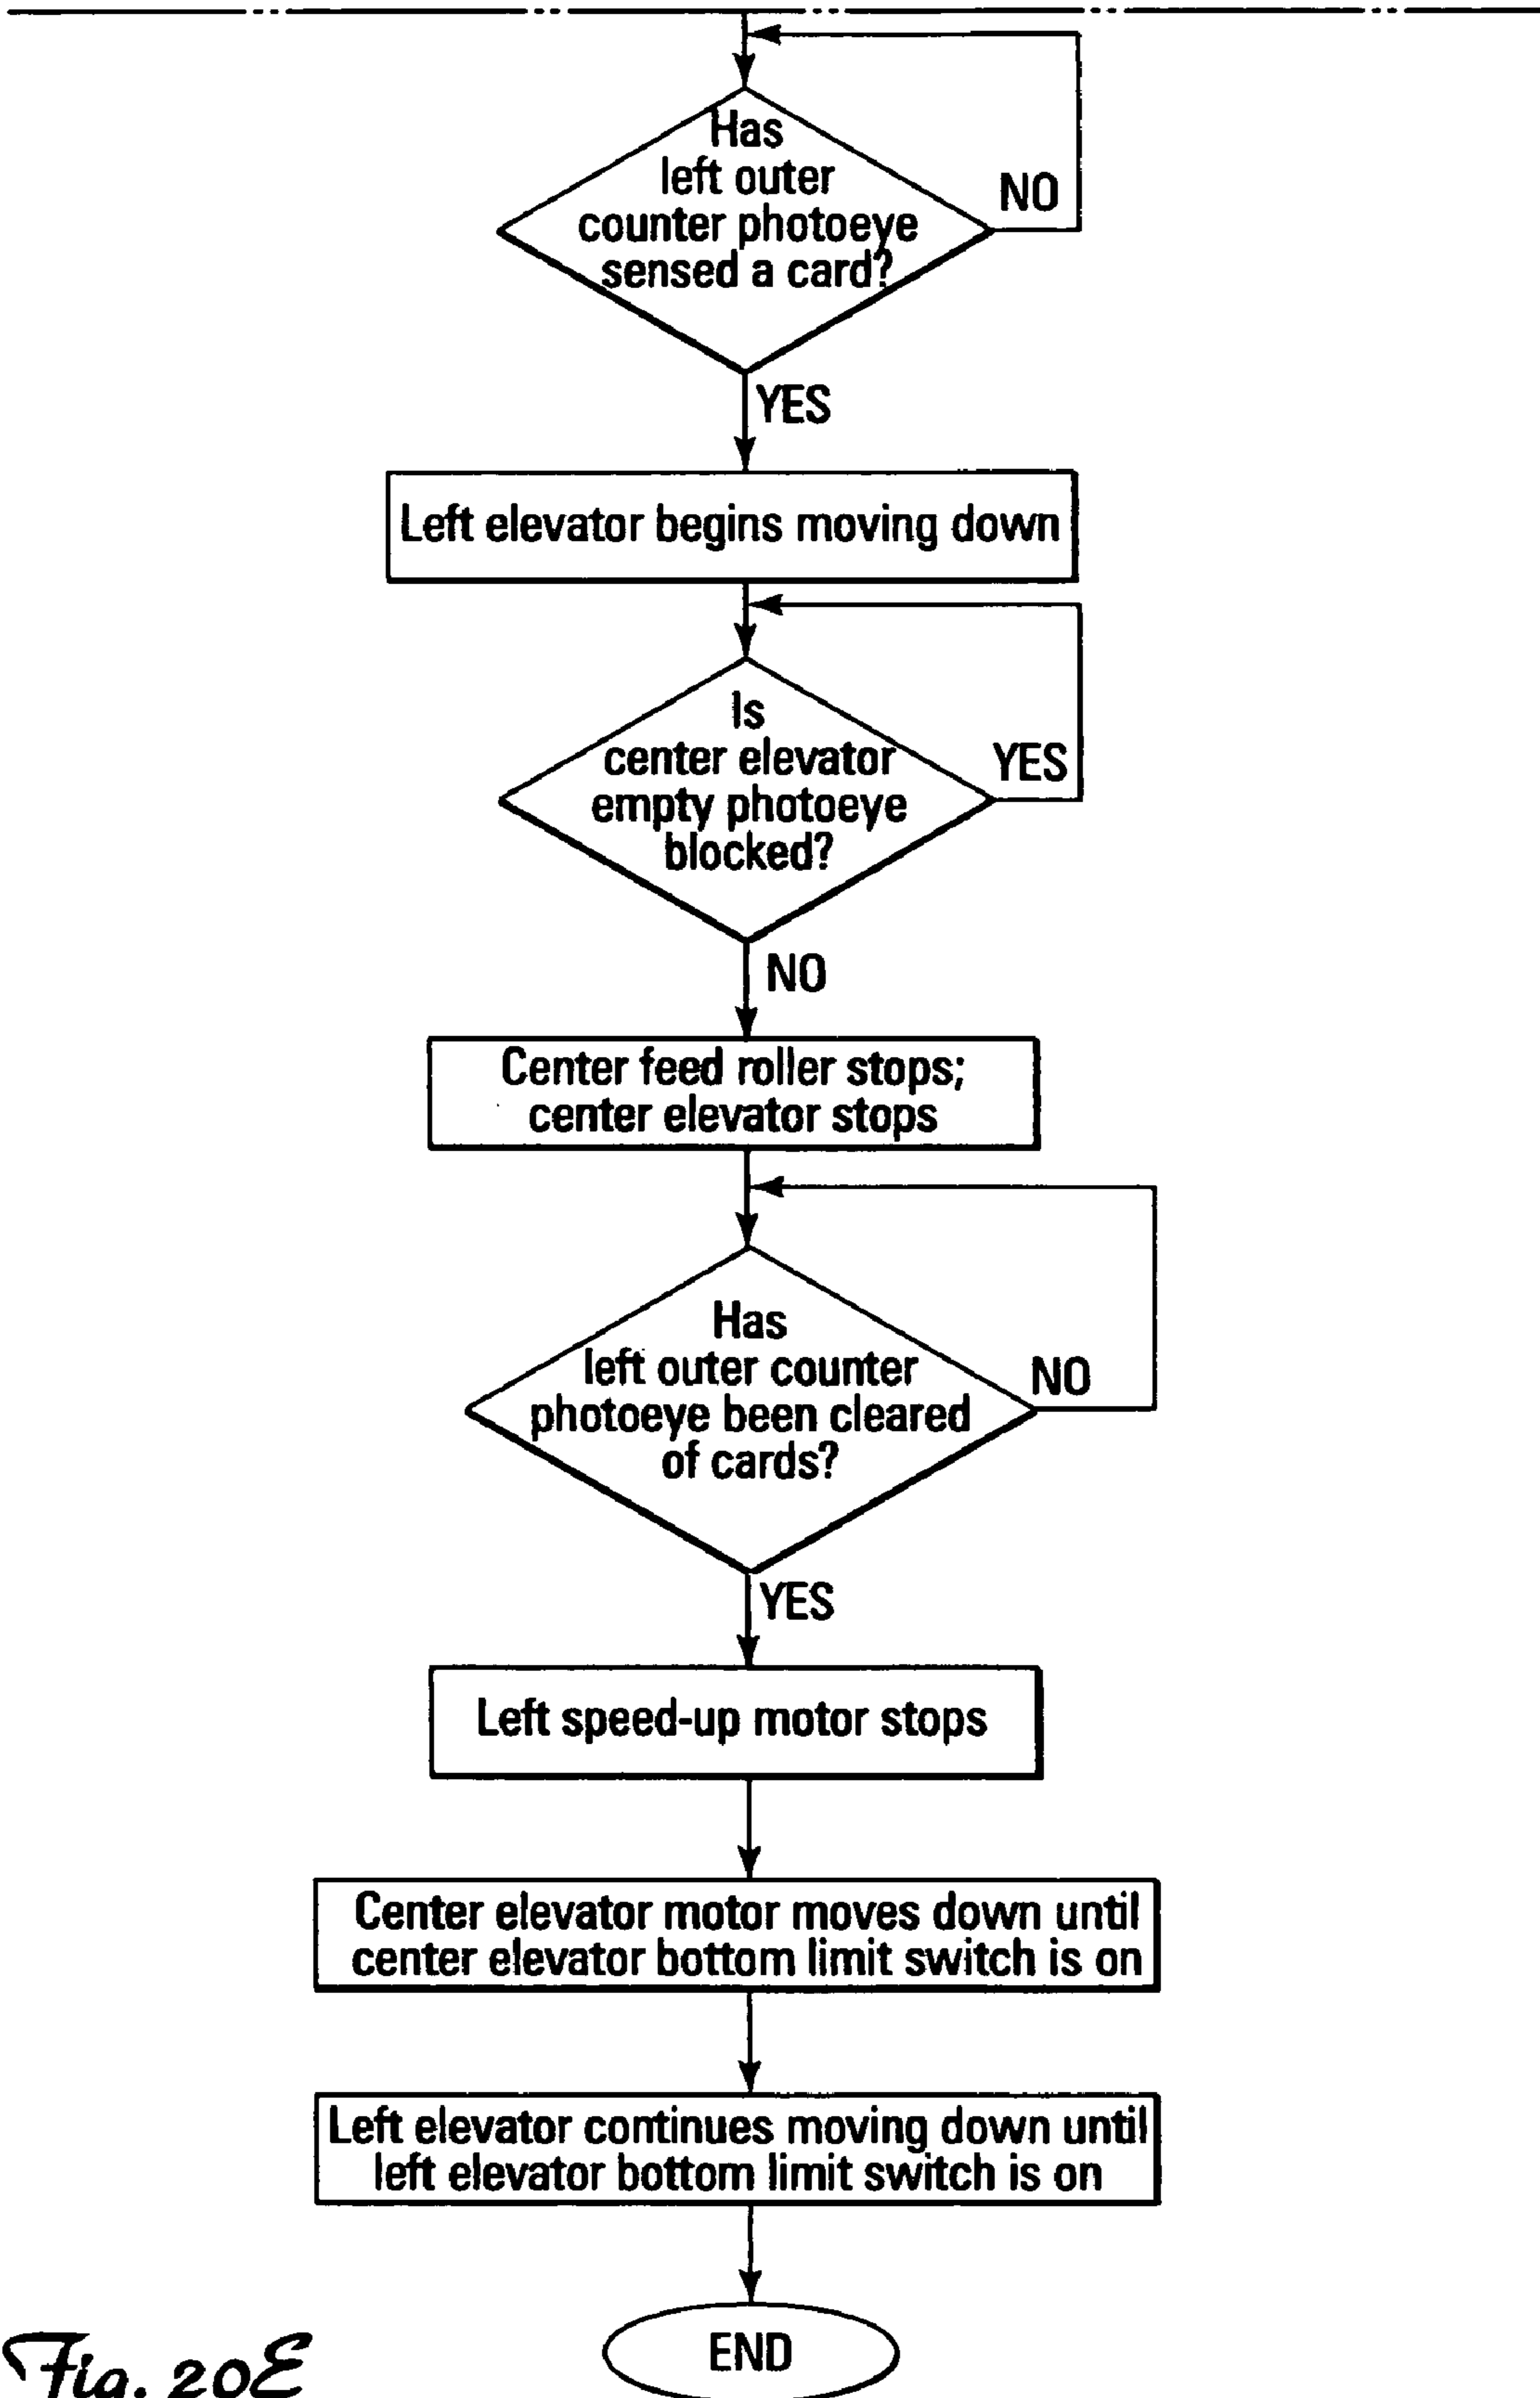 Has
left outer
counter photoeye
sensed a card?
NO
YES
Left elevator begins moving down
Is
center elevator
empty photoeye
blocked?
YES
NO
Center feed roller stops;
center elevator stops
Has
left outer counter
photoeye been cleared
of cards?
NO
YES
Left speed-up motor stops
Center elevator motor moves down until
center elevator bottom limit switch is on
Left elevator continues moving down until
left elevator bottom limit switch is on
END
Fig. 20E